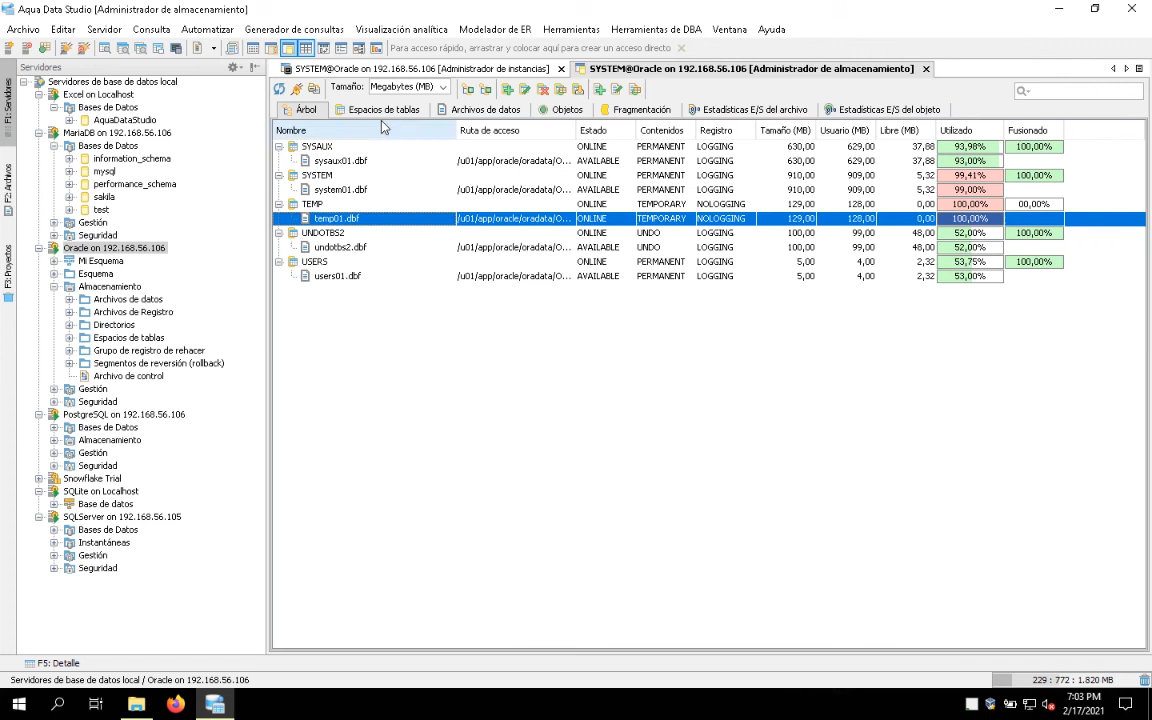 Aqua Data Studio [Administrador de almacenamiento]
Archivo Editar Servidor Consulta Automatizar Generador de consultas Visualización analítica Modelador de ER Herramientas Herramientas de DBA Ventana Ayuda
Para acceso rápido, arrastrar y colocar aquí para crear un acceso directo
Servidores
F1: Servidores
F2: Archivos
F3: Proyectos
Servidores de base de datos local
Excel on Localhost
Bases de Datos
AquaDataStudio
MariaDB on 192.168.56.106
Bases de Datos
information_schema
mysql
performance_schema
sakila
test
Gestión
Seguridad
Oracle on 192.168.56.106
Mi Esquema
Esquema
Almacenamiento
Archivos de datos
Archivos de Registro
Directorios
Espacios de tablas
Grupo de registro de rehacer
Segmentos de reversión (rollback)
Archivo de control
Gestión
Seguridad
PostgreSQL on 192.168.56.106
Bases de Datos
Almacenamiento
Gestión
Seguridad
Snowflake Trial
SQLite on Localhost
Base de datos
SQLServer on 192.168.56.105
Bases de Datos
Instantáneas
Gestión
Seguridad
SYSTEM@Oracle on 192.168.56.106 [Administrador de instancias] SYSTEM@Oracle on 192.168.56.106 [Administrador de almacenamiento]
Tamaño: Megabytes (MB)
Árbol Espacios de tablas Archivos de datos Objetos Fragmentación Estadísticas E/S del archivo Estadísticas E/S del objeto
Nombre Ruta de acceso Estado Contenidos Registro Tamaño (MB) Usuario (MB) Libre (MB) Utilizado Fusionado
SYSAUX ONLINE PERMANENT LOGGING 630,00 629,00 37,88 93,98% 100,00%
sysaux01.dbf /u01/app/oracle/oradata/O... AVAILABLE PERMANENT LOGGING 630,00 629,00 37,88 93,00%
SYSTEM ONLINE PERMANENT LOGGING 910,00 909,00 5,32 99,41% 100,00%
system01.dbf /u01/app/oracle/oradata/O... AVAILABLE PERMANENT LOGGING 910,00 909,00 5,32 99,00%
TEMP ONLINE TEMPORARY NOLOGGING 129,00 128,00 0,00 100,00% 00,00%
temp01.dbf /u01/app/oracle/oradata/O... ONLINE TEMPORARY NOLOGGING 129,00 128,00 0,00 100,00%
UNDOTBS2 ONLINE UNDO LOGGING 100,00 99,00 48,00 52,00% 100,00%
undotbs2.dbf /u01/app/oracle/oradata/O... AVAILABLE UNDO LOGGING 100,00 99,00 48,00 52,00%
USERS ONLINE PERMANENT LOGGING 5,00 4,00 2,32 53,75% 100,00%
users01.dbf /u01/app/oracle/oradata/O... AVAILABLE PERMANENT LOGGING 5,00 4,00 2,32 53,00%
F5: Detalle
Servidores de base de datos local / Oracle on 192.168.56.106 229 : 772 : 1.820 MB
7:03 PM
2/17/2021